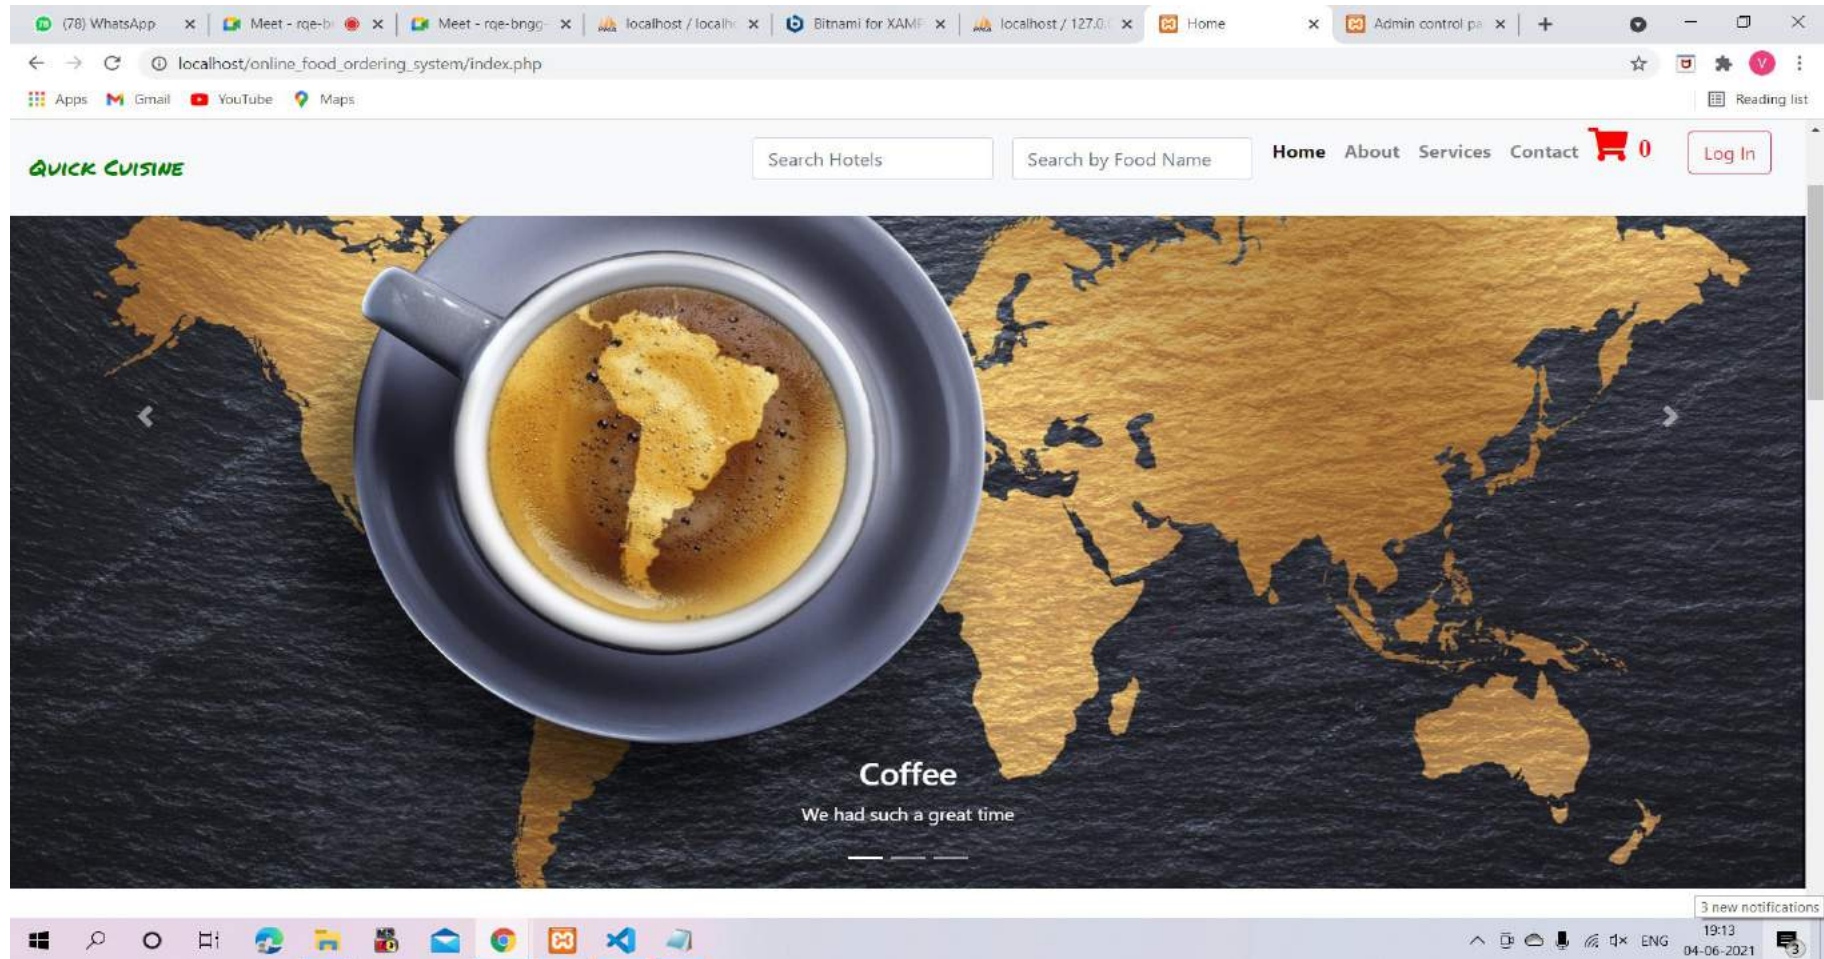 (78) WhatsApp
Meet - rqe-b
Meet - rqe-bngg-
localhost / localh
Bitnami for XAMP
localhost / 127.0.
Home
Admin control pa
localhost/online_food_ordering_system/index.php
V
Apps Gmail YouTube Maps
Reading list
QUICK CUISINE
Search Hotels
Search by Food Name
Home About Services Contact
0
Log In
Coffee
We had such a great time
3 new notifications
ENG
19:13
04-06-2021
3